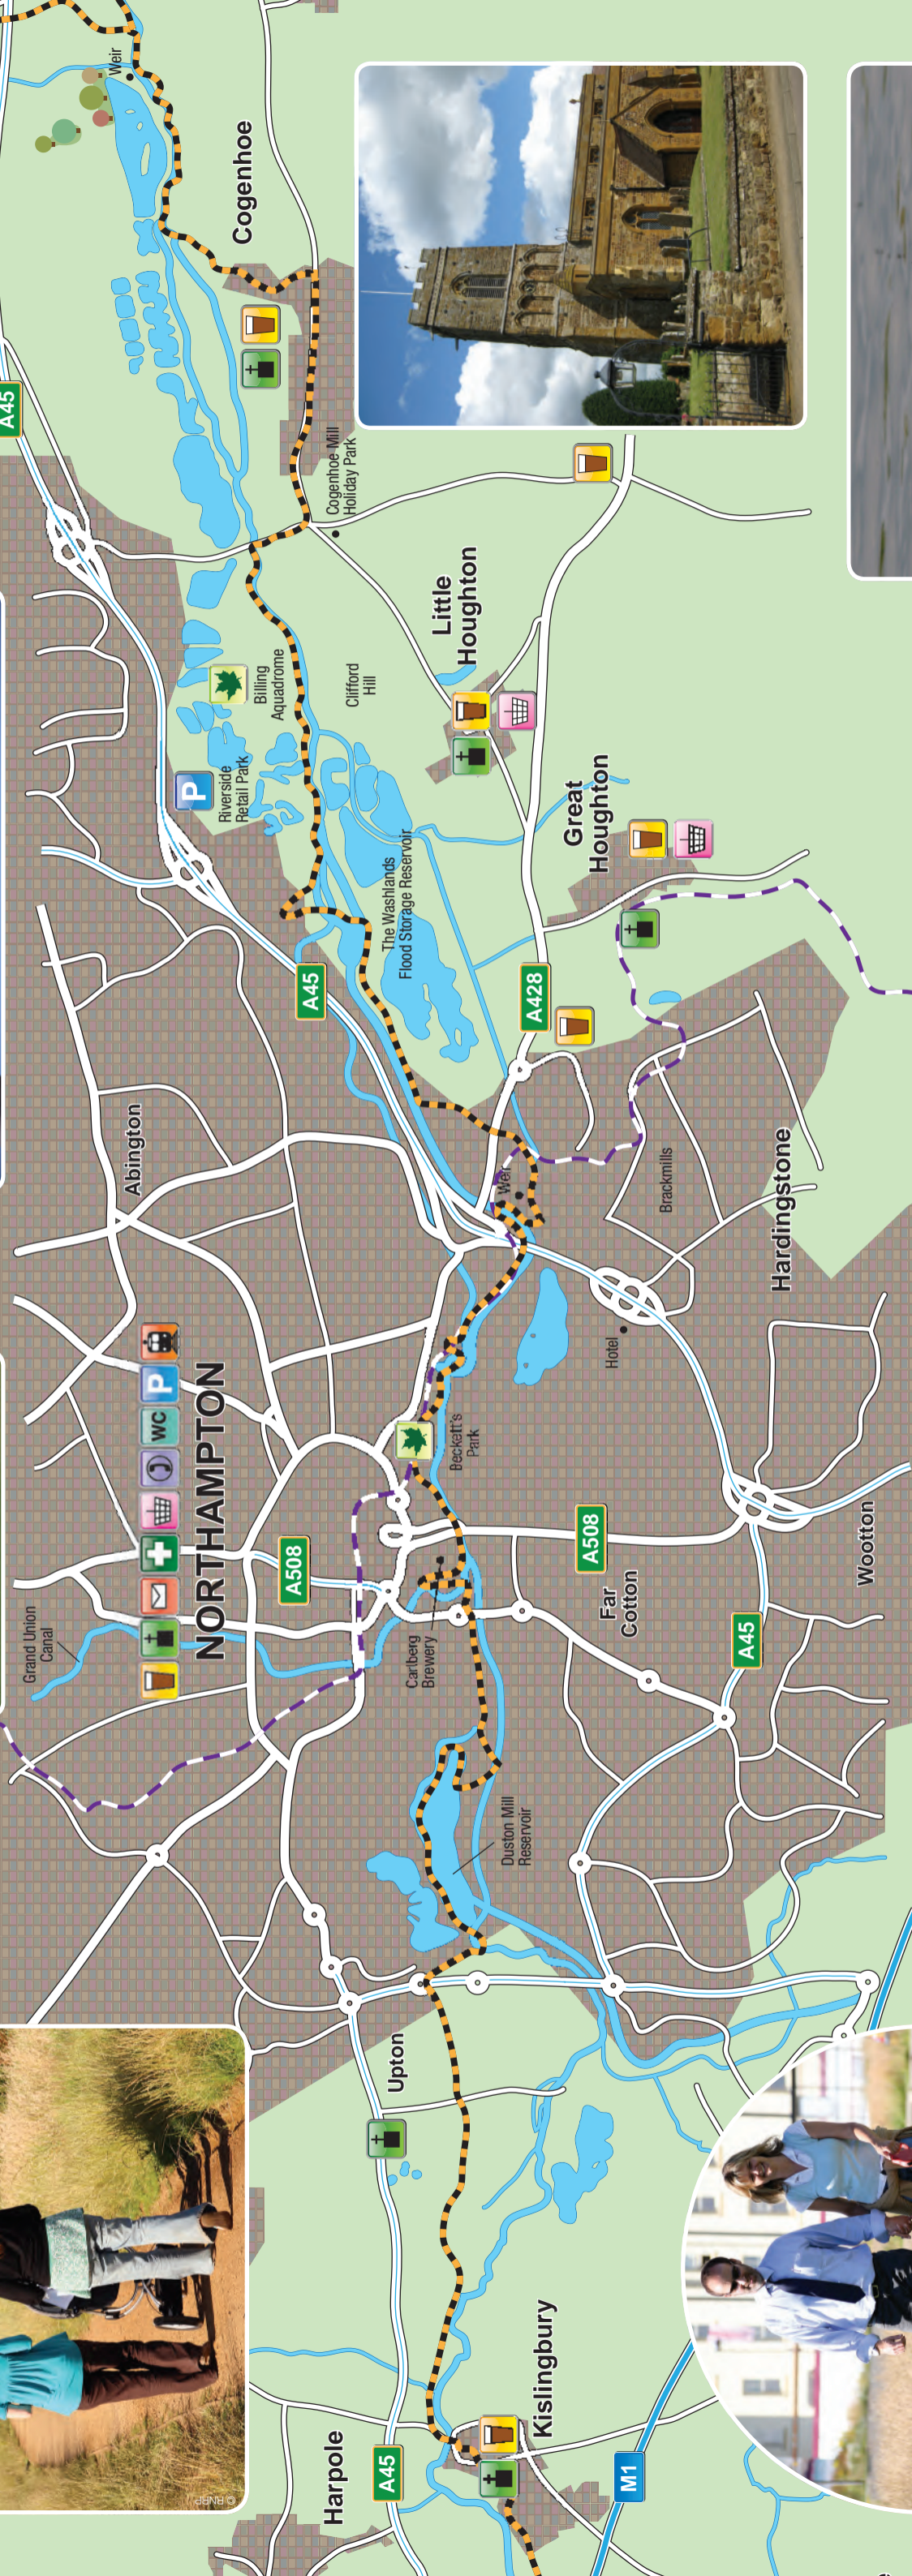 © RNRP
Harpole
A45
Kislingbury
M1
Upton
Duston Mill
Reservoir
Grand Union
Canal
NORTHAMPTON
WC
P
Carlberg
Brewery
A508
A508
Far
Cotton
A45
Wootton
Beckett's
Park
Hotel
Abington
Weir
Brackmills
Hardingstone
A45
A428
The Washlands
Flood Storage Reservoir
Great
Houghton
P
Riverside
Retail Park
Billing
Aquadrome
Clifford
Hill
Little
Houghton
Cogenhoe Mill
Holiday Park
A45
Cogenhoe
Weir